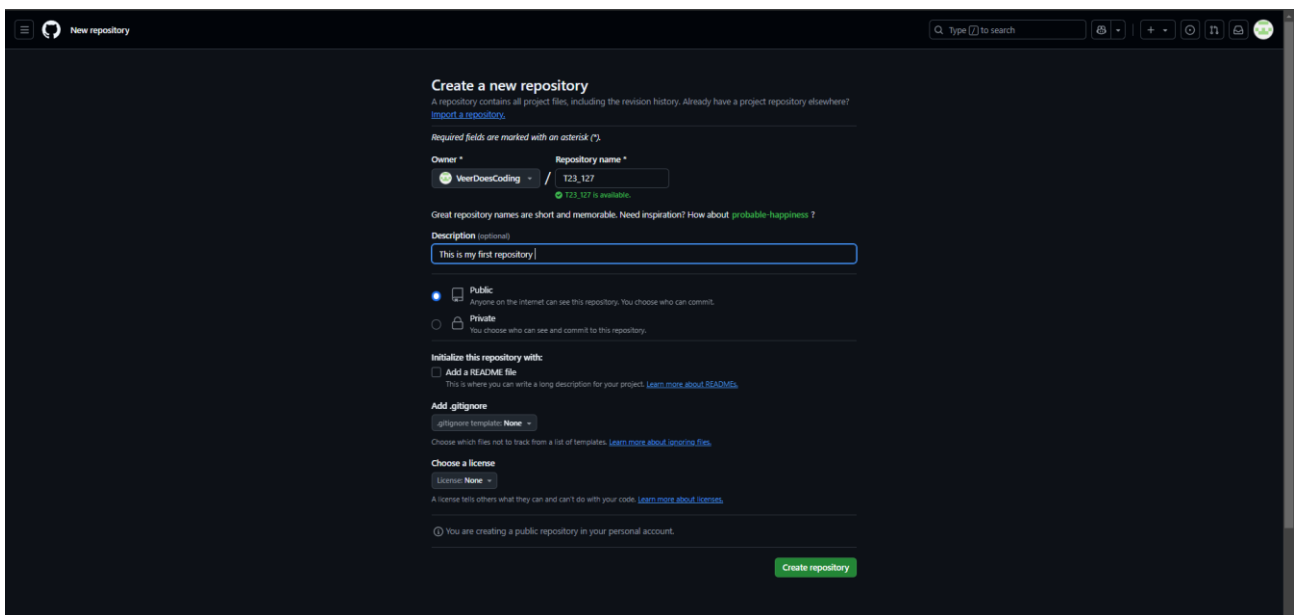 New repository
Type / to search
Create a new repository
A repository contains all project files, including the revision history. Already have a project repository elsewhere?
Import a repository.
Required fields are marked with an asterisk (*).
Owner * Repository name *
VeerDoesCoding / T23_127
T23_127 is available.
Great repository names are short and memorable. Need inspiration? How about probable-happiness ?
Description (optional)
This is my first repository
Public
Anyone on the internet can see this repository. You choose who can commit.
Private
You choose who can see and commit to this repository.
Initialize this repository with:
Add a README file
This is where you can write a long description for your project. Learn more about READMEs.
Add .gitignore
.gitignore template: None
Choose which files not to track from a list of templates. Learn more about ignoring files.
Choose a license
License: None
A license tells others what they can and can't do with your code. Learn more about licenses.
You are creating a public repository in your personal account.
Create repository